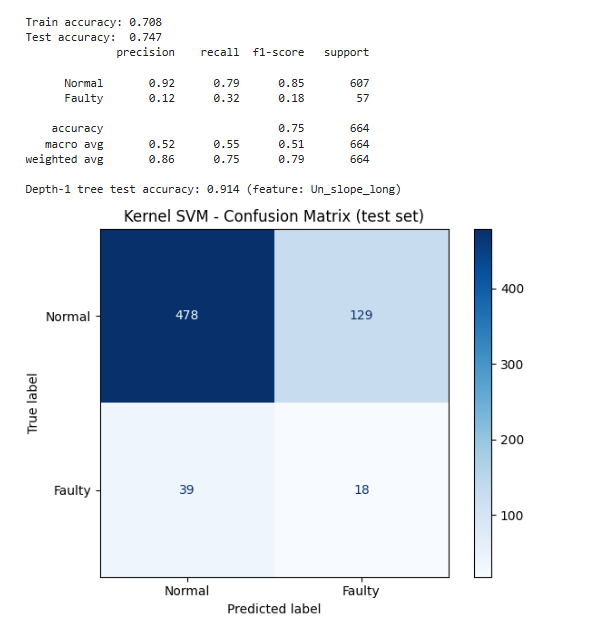 Train accuracy: 0.708
Test accuracy:  0.747
              precision    recall  f1-score   support

      Normal       0.92      0.79      0.85       607
      Faulty       0.12      0.32      0.18        57

    accuracy                           0.75       664
   macro avg       0.52      0.55      0.51       664
weighted avg       0.86      0.75      0.79       664

Depth-1 tree test accuracy: 0.914 (feature: Un_slope_long)
Kernel SVM - Confusion Matrix (test set)
Normal
478
129
Faulty
39
18
True label
Normal
Faulty
Predicted label
400
300
200
100